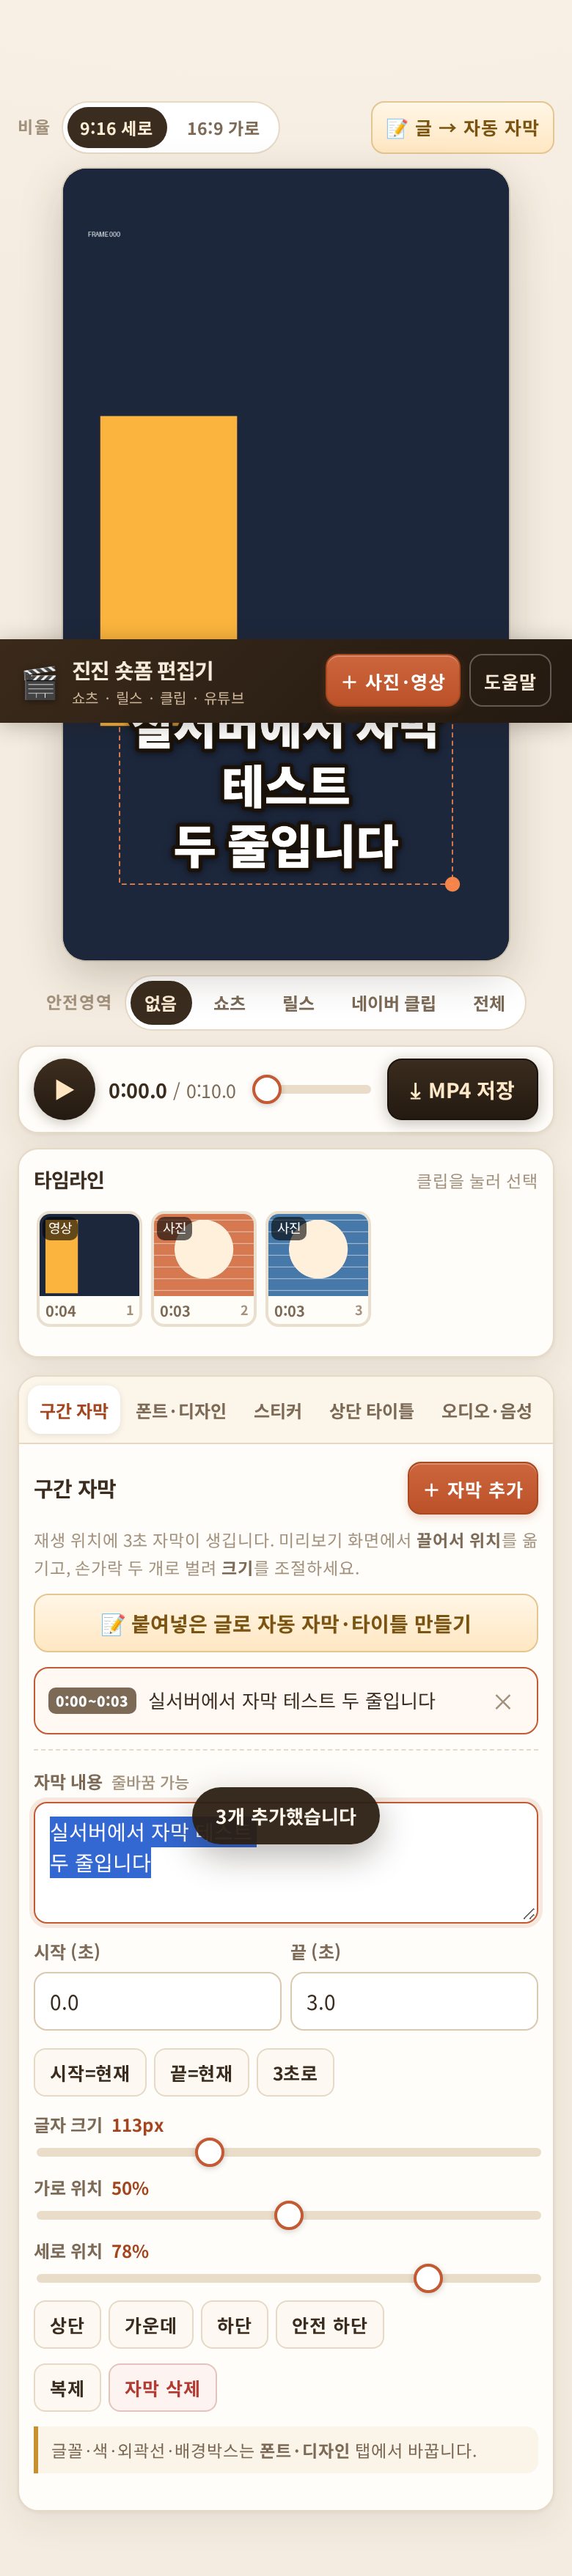 비율
9:16 세로
16:9 가로
📝 글 → 자동 자막
FRAME 000
🎬 진진 숏폼 편집기
쇼츠 · 릴스 · 클립 · 유튜브
+ 사진·영상
도움말
실서버에서 자막
테스트
두 줄입니다
안전영역
없음
쇼츠
릴스
네이버 클립
전체
0:00.0 / 0:10.0
↓ MP4 저장
타임라인
클립을 눌러 선택
영상
0:04
1
사진
0:03
2
사진
0:03
3
구간 자막
폰트·디자인
스티커
상단 타이틀
오디오·음성
구간 자막
+ 자막 추가
재생 위치에 3초 자막이 생깁니다. 미리보기 화면에서 끌어서 위치를 옮
기고, 손가락 두 개로 벌려 크기를 조절하세요.
📝 붙여넣은 글로 자동 자막·타이틀 만들기
0:00~0:03
실서버에서 자막 테스트 두 줄입니다
×
자막 내용 줄바꿈 가능
3개 추가했습니다
실서버에서 자막
두 줄입니다
시작 (초)
끝 (초)
0.0
3.0
시작=현재
끝=현재
3초로
글자 크기 113px
가로 위치 50%
세로 위치 78%
상단
가운데
하단
안전 하단
복제
자막 삭제
글꼴·색·외곽선·배경박스는 폰트·디자인 탭에서 바꿉니다.